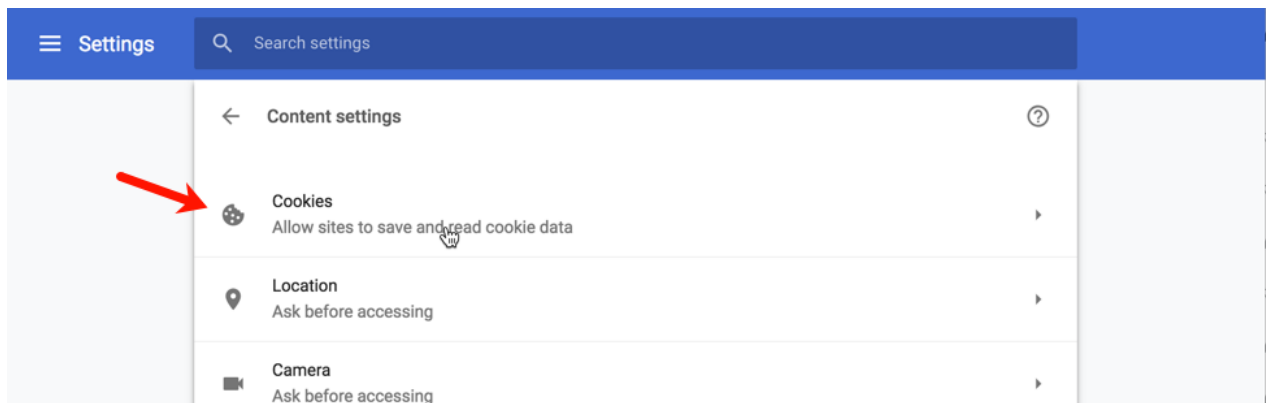 Settings
Search settings
Content settings
Cookies
Allow sites to save and read cookie data
Location
Ask before accessing
Camera
Ask before accessing